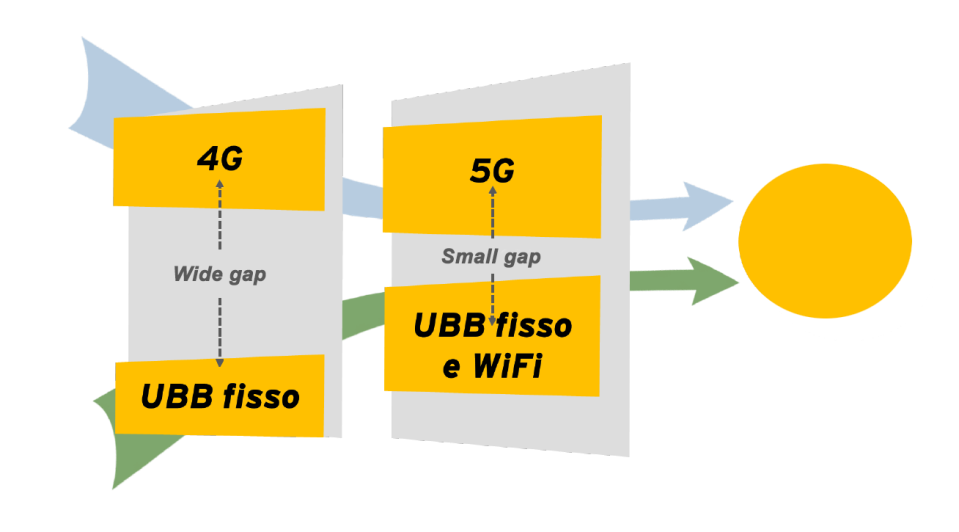 4G
Wide gap
UBB fisso
5G
Small gap
UBB fisso
e WiFi